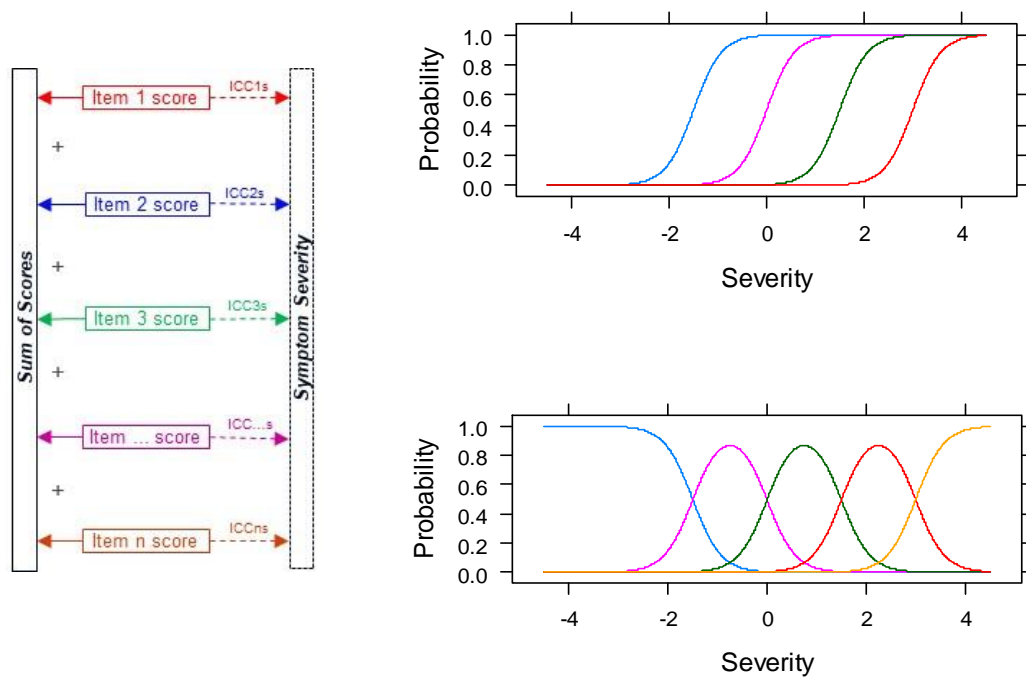 Sum of Scores
Item 1 score
ICC1s
+
Item 2 score
ICC2s
+
Item 3 score
ICC3s
+
Item ... score
ICC...s
+
Item n score
ICCns
Symptom Severity
Probability
1.0
0.8
0.6
0.4
0.2
0.0
-4 -2 0 2 4
Severity
Probability
1.0
0.8
0.6
0.4
0.2
0.0
-4 -2 0 2 4
Severity